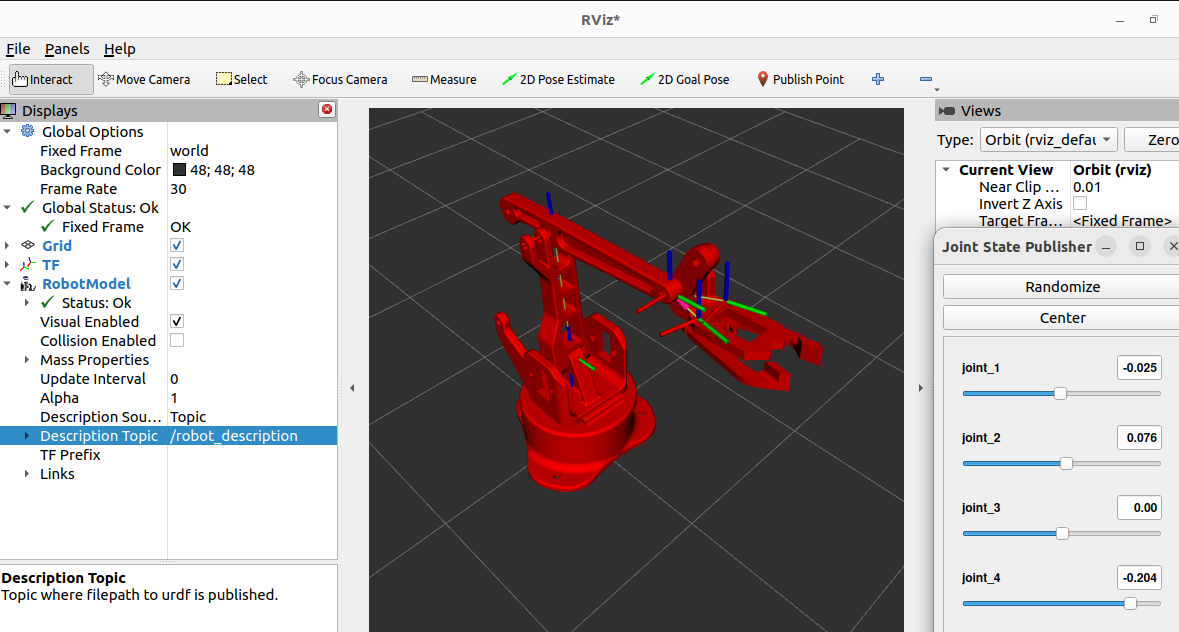 RViz*
File Panels Help
Interact Move Camera Select Focus Camera Measure 2D Pose Estimate 2D Goal Pose Publish Point
Displays
Global Options
Fixed Frame world
Background Color 48; 48; 48
Frame Rate 30
Global Status: Ok
Fixed Frame OK
Grid
TF
RobotModel
Status: Ok
Visual Enabled
Collision Enabled
Mass Properties
Update Interval 0
Alpha 1
Description Sou... Topic
Description Topic /robot_description
TF Prefix
Links
Description Topic
Topic where filepath to urdf is published.
Views
Type: Orbit (rviz_defau Zero
Current View Orbit (rviz)
Near Clip ... 0.01
Invert Z Axis
Target Fra... <Fixed Frame>
Joint State Publisher
Randomize
Center
joint_1 -0.025
joint_2 0.076
joint_3 0.00
joint_4 -0.204